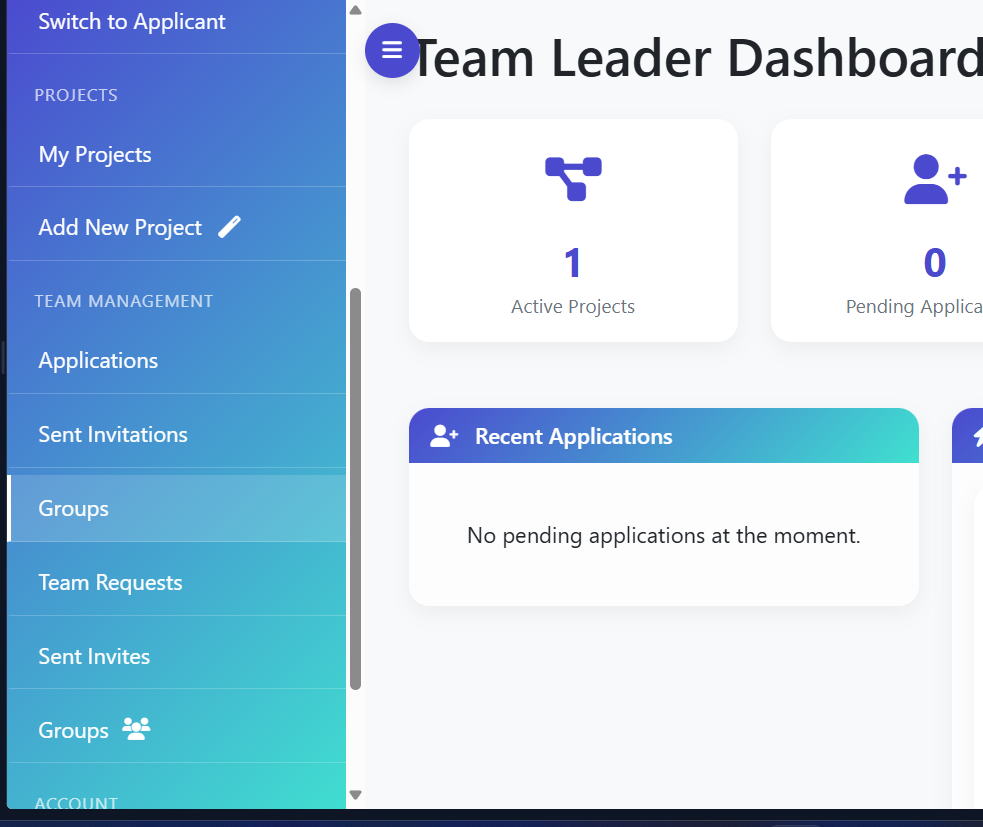 Switch to Applicant
PROJECTS
My Projects
Add New Project
TEAM MANAGEMENT
Applications
Sent Invitations
Groups
Team Requests
Sent Invites
Groups
ACCOUNT
Team Leader Dashboard
1
Active Projects
0
Pending Applica
Recent Applications
No pending applications at the moment.